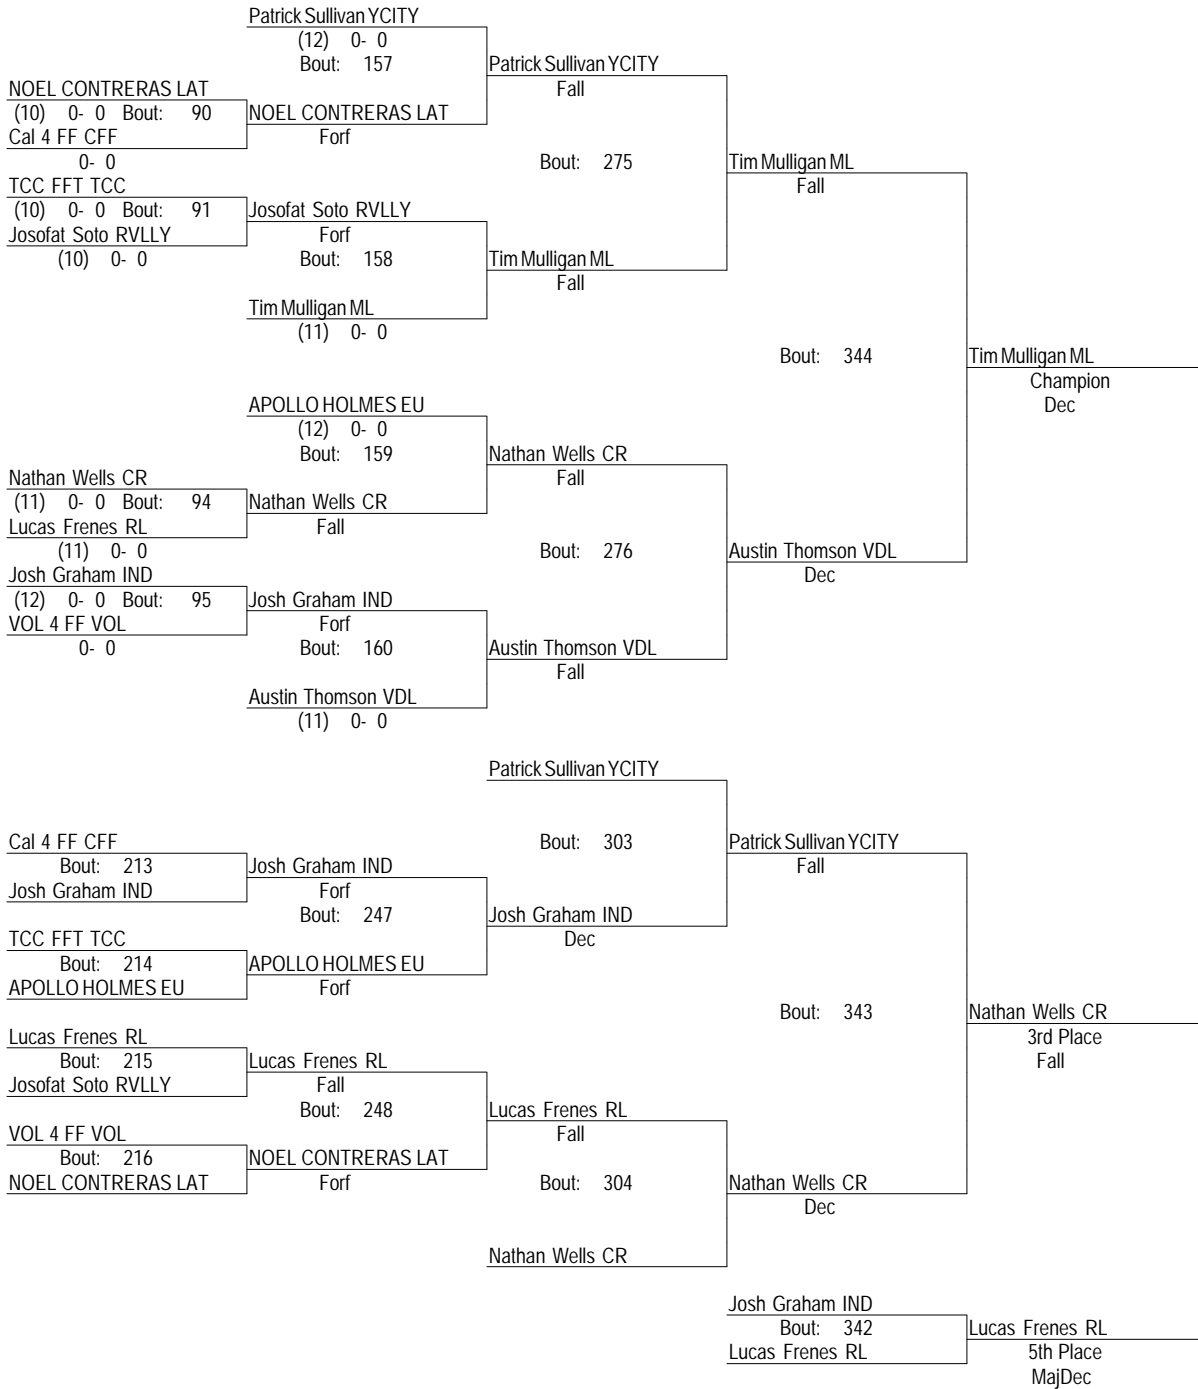 Patrick Sullivan YCITY
(12) 0- 0
Bout: 157
Patrick Sullivan YCITY
Fall
NOEL CONTRERAS LAT
(10) 0- 0 Bout: 90
NOEL CONTRERAS LAT
Forf
Cal 4 FF CFF
0- 0
Bout: 275
Tim Mulligan ML
Fall
TCC FFT TCC
(10) 0- 0 Bout: 91
Josofat Soto RVLLY
Forf
Josofat Soto RVLLY
(10) 0- 0
Bout: 158
Tim Mulligan ML
Fall
Tim Mulligan ML
(11) 0- 0
Bout: 344
Tim Mulligan ML
Champion
Dec
APOLLO HOLMES EU
(12) 0- 0
Bout: 159
Nathan Wells CR
Fall
Nathan Wells CR
(11) 0- 0 Bout: 94
Nathan Wells CR
Fall
Lucas Frenes RL
(11) 0- 0
Bout: 276
Austin Thomson VDL
Dec
Josh Graham IND
(12) 0- 0 Bout: 95
Josh Graham IND
Forf
VOL 4 FF VOL
0- 0
Bout: 160
Austin Thomson VDL
Fall
Austin Thomson VDL
(11) 0- 0
Patrick Sullivan YCITY
Bout: 303
Patrick Sullivan YCITY
Fall
Cal 4 FF CFF
Bout: 213
Josh Graham IND
Josh Graham IND
Forf
Bout: 247
Josh Graham IND
Dec
TCC FFT TCC
Bout: 214
APOLLO HOLMES EU
APOLLO HOLMES EU
Forf
Bout: 343
Nathan Wells CR
3rd Place
Fall
Lucas Frenes RL
Bout: 215
Josofat Soto RVLLY
Lucas Frenes RL
Fall
Bout: 248
Lucas Frenes RL
Fall
VOL 4 FF VOL
Bout: 216
NOEL CONTRERAS LAT
NOEL CONTRERAS LAT
Forf
Bout: 304
Nathan Wells CR
Dec
Nathan Wells CR
Josh Graham IND
Bout: 342
Lucas Frenes RL
Lucas Frenes RL
5th Place
MajDec